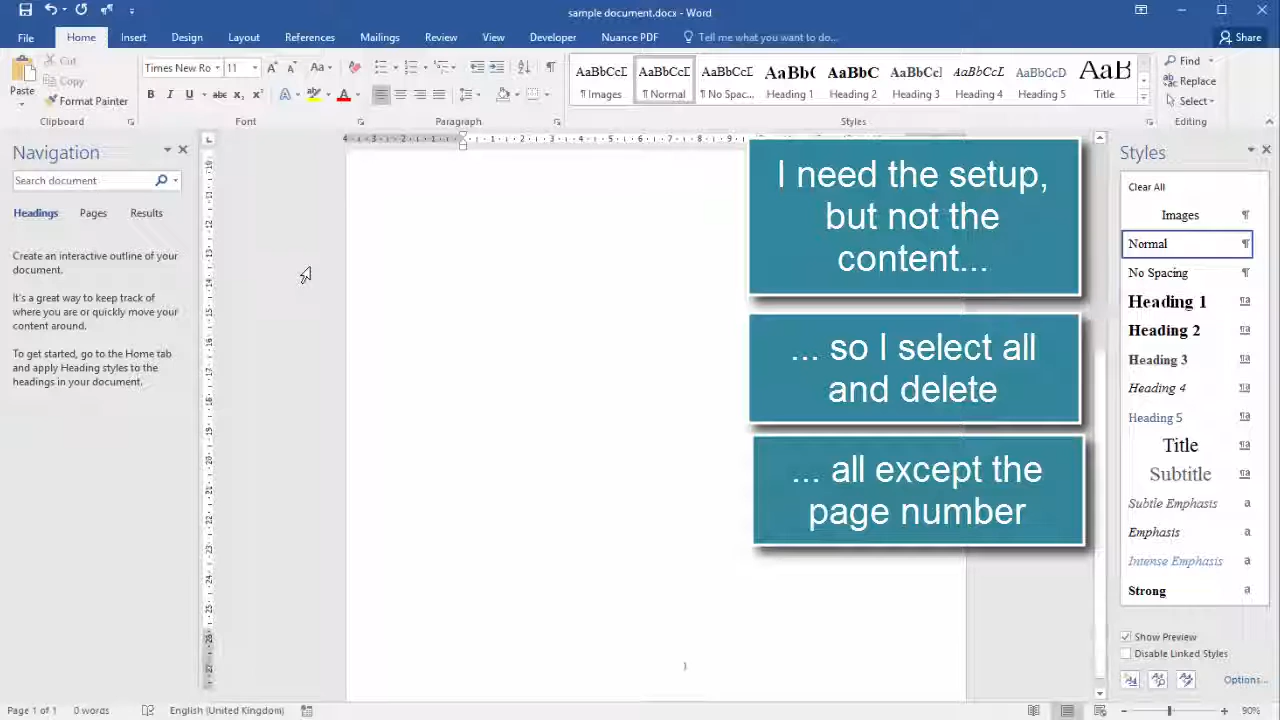 sample document.docx - Word
File Home Insert Design Layout References Mailings Review View Developer Nuance PDF Tell me what you want to do... Share
Paste
Cut
Copy
Format Painter
Clipboard
Times New Ro 11 Aa
B I U abc x₂ x² A A
Font
Paragraph
AaBbCcI AaBbCcI AaBbCcI AaBb( AaBbC AaBbCcI AaBbCcL AaBbCcD AaB
¶ Images ¶ Normal ¶ No Spac... Heading 1 Heading 2 Heading 3 Heading 4 Heading 5 Title
Styles
Find
Replace
Select
Editing
Navigation
Search document
Headings Pages Results
Create an interactive outline of your
document.
It's a great way to keep track of
where you are or quickly move your
content around.
To get started, go to the Home tab
and apply Heading styles to the
headings in your document.
I need the setup,
but not the
content...
... so I select all
and delete
... all except the
page number
Styles
Clear All
Images ¶
Normal ¶
No Spacing ¶
Heading 1 ¶a
Heading 2 ¶a
Heading 3 ¶a
Heading 4 ¶a
Heading 5 ¶a
Title ¶a
Subtitle ¶a
Subtle Emphasis a
Emphasis a
Intense Emphasis a
Strong a
Show Preview
Disable Linked Styles
Options...
Page 1 of 1 0 words English (United Kingdom) 90%